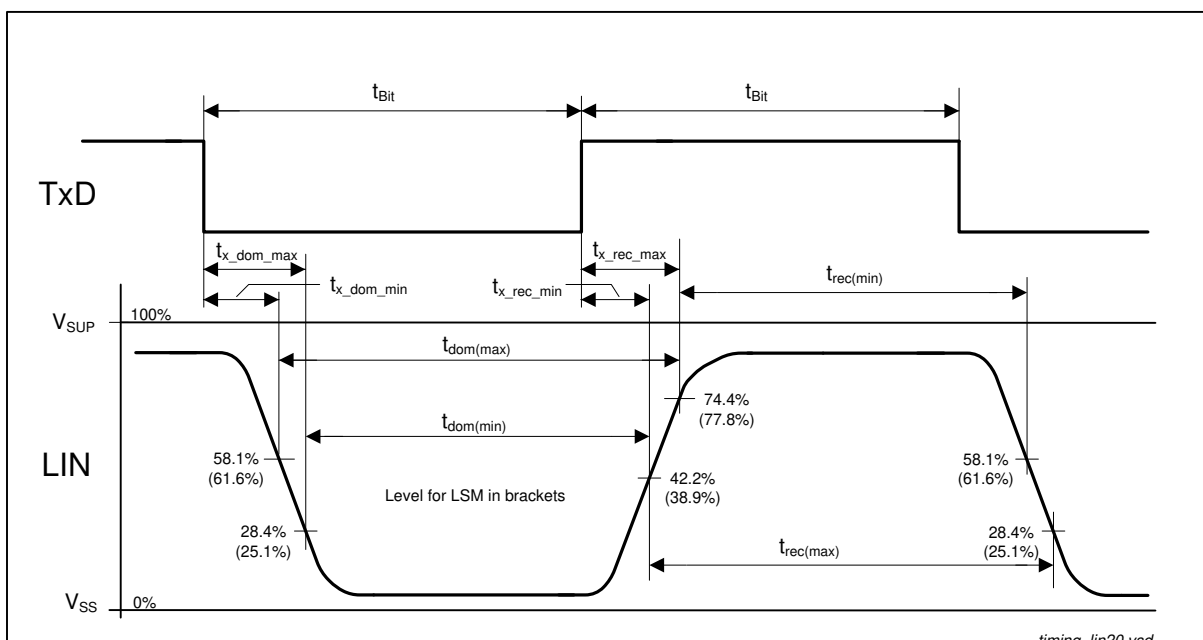 tBit
tBit
TxD
tx_dom_max
tx_rec_max
tx_dom_min
tx_rec_min
trec(min)
VSUP
100%
tdom(max)
74.4%
(77.8%)
tdom(min)
LIN
58.1%
(61.6%)
42.2%
(38.9%)
58.1%
(61.6%)
Level for LSM in brackets
28.4%
(25.1%)
28.4%
(25.1%)
trec(max)
VSS
0%
timing_lin20.vsd